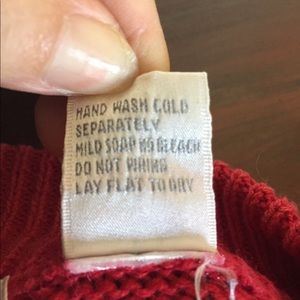 HAND WASH COLD
SEPARATELY
MILD SOAP NO BLEACH
DO NOT WRING
LAY FLAT TO DRY